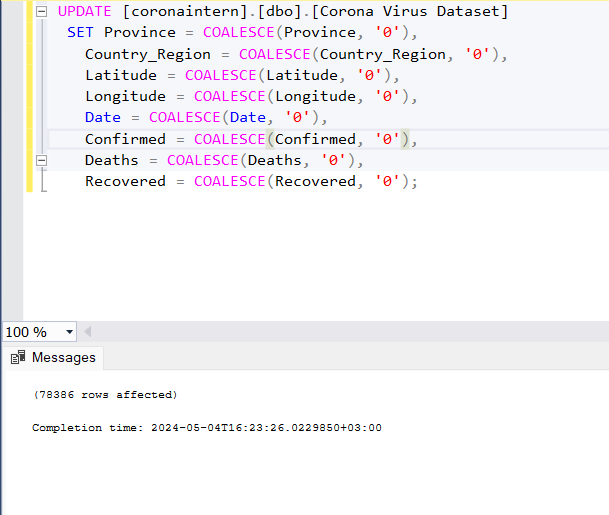 UPDATE [coronaintern].[dbo].[Corona Virus Dataset]
SET Province = COALESCE(Province, '0'),
Country_Region = COALESCE(Country_Region, '0'),
Latitude = COALESCE(Latitude, '0'),
Longitude = COALESCE(Longitude, '0'),
Date = COALESCE(Date, '0'),
Confirmed = COALESCE(Confirmed, '0'),
Deaths = COALESCE(Deaths, '0'),
Recovered = COALESCE(Recovered, '0');
100 %
Messages
(78386 rows affected)
Completion time: 2024-05-04T16:23:26.0229850+03:00